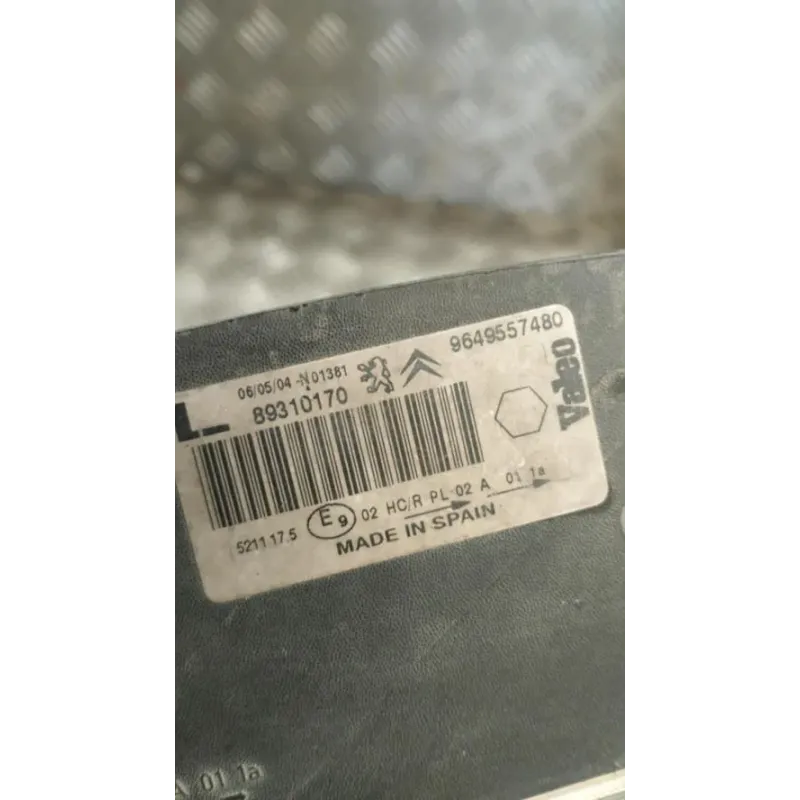 06/05/04 -N 01381
9649557480
L
89310170
Valeo
E9 02 HC/R PL 02 A 01 1a
5211 17.5
MADE IN SPAIN
A 01 1a